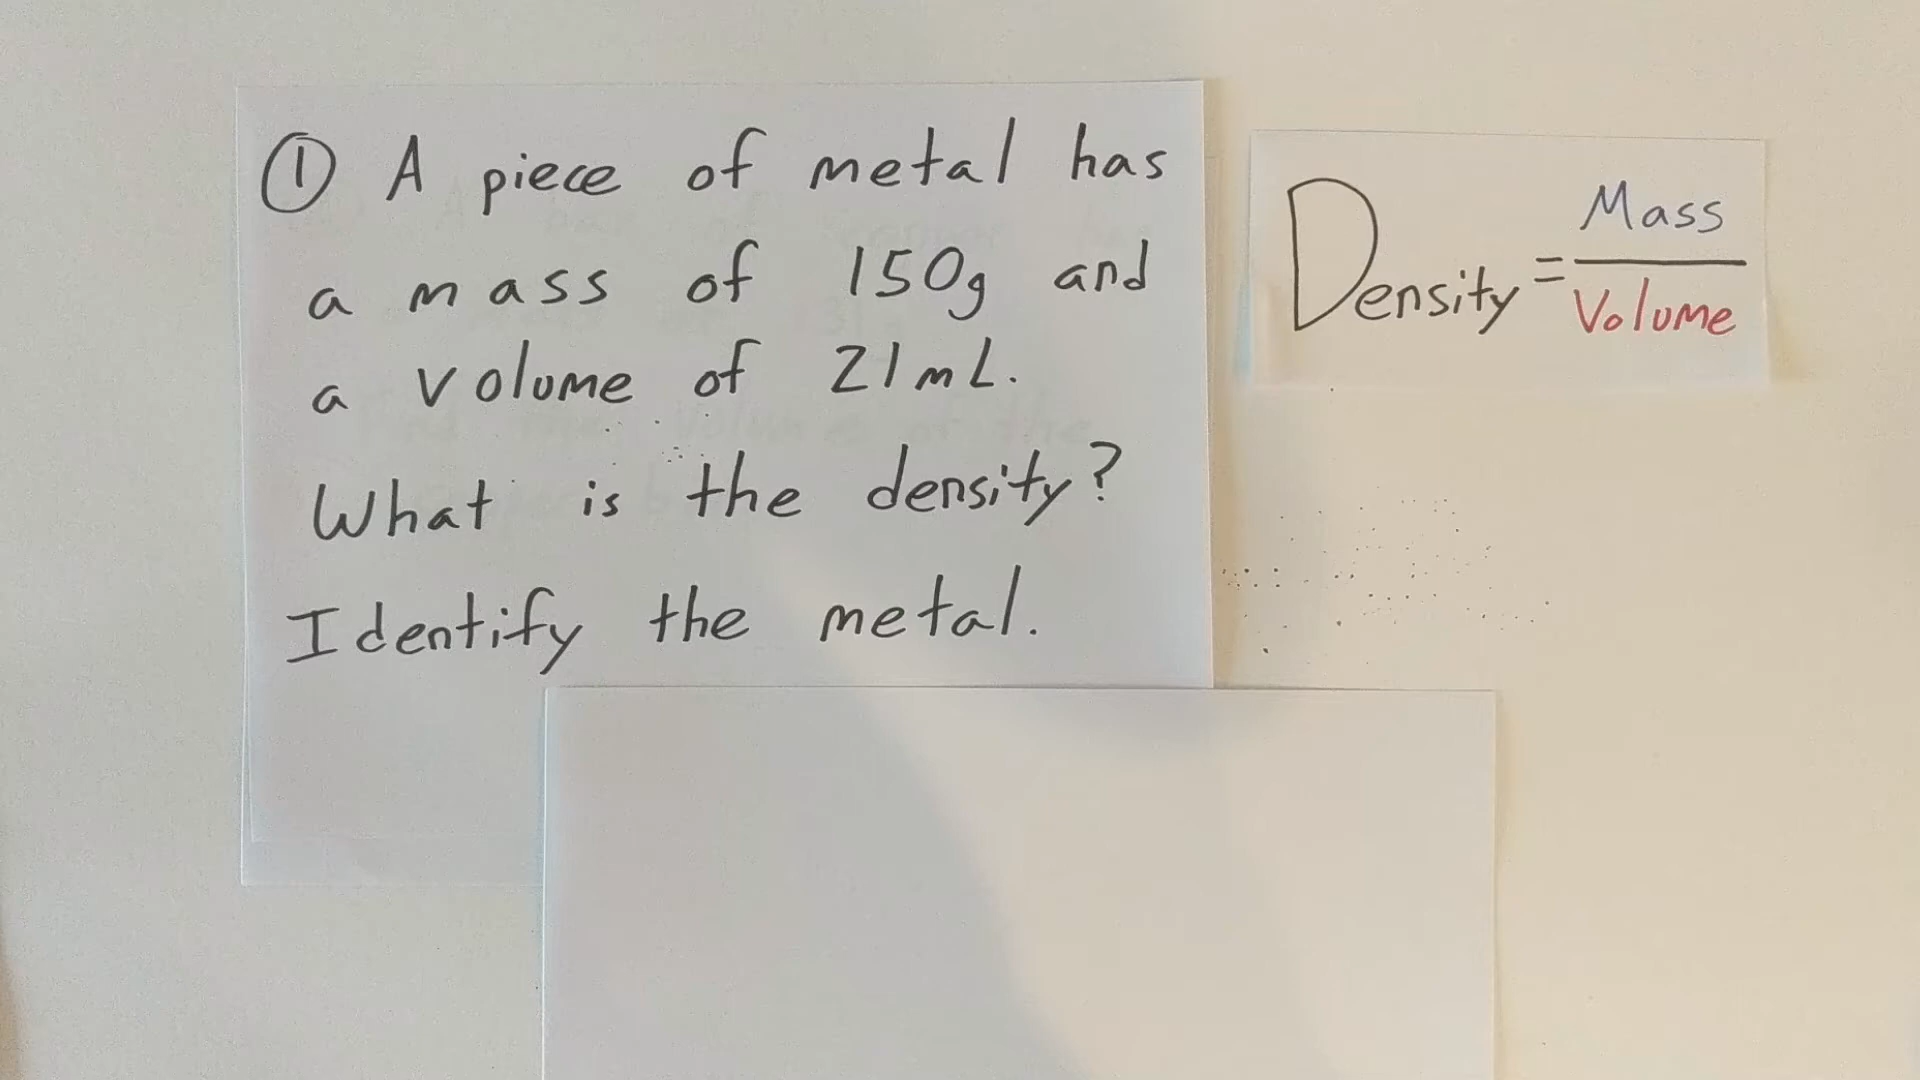 ① A piece of metal has
a mass of 150g and
a volume of 21mL.
What is the density?
Identify the metal.
Density = Mass
Volume